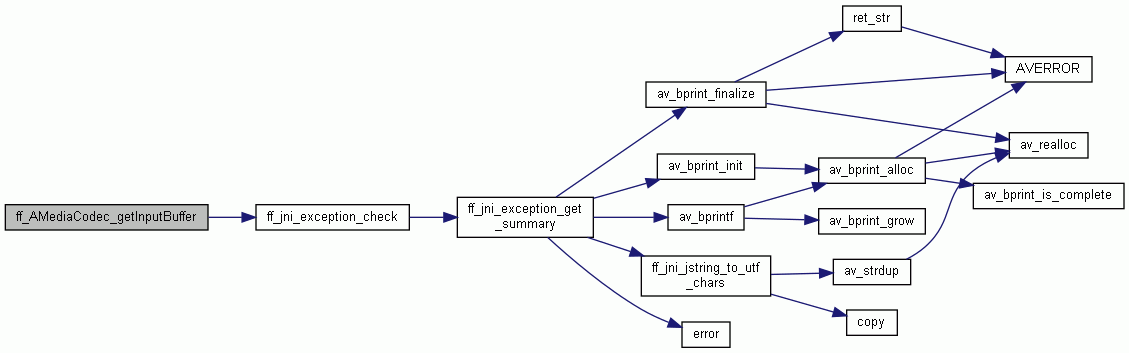 ret_str
AVERROR
av_bprint_finalize
av_realloc
av_bprint_init
av_bprint_alloc
av_bprint_is_complete
ff_AMediaCodec_getInputBuffer
ff_jni_exception_check
ff_jni_exception_get
_summary
av_bprintf
av_bprint_grow
ff_jni_jstring_to_utf
_chars
av_strdup
copy
error